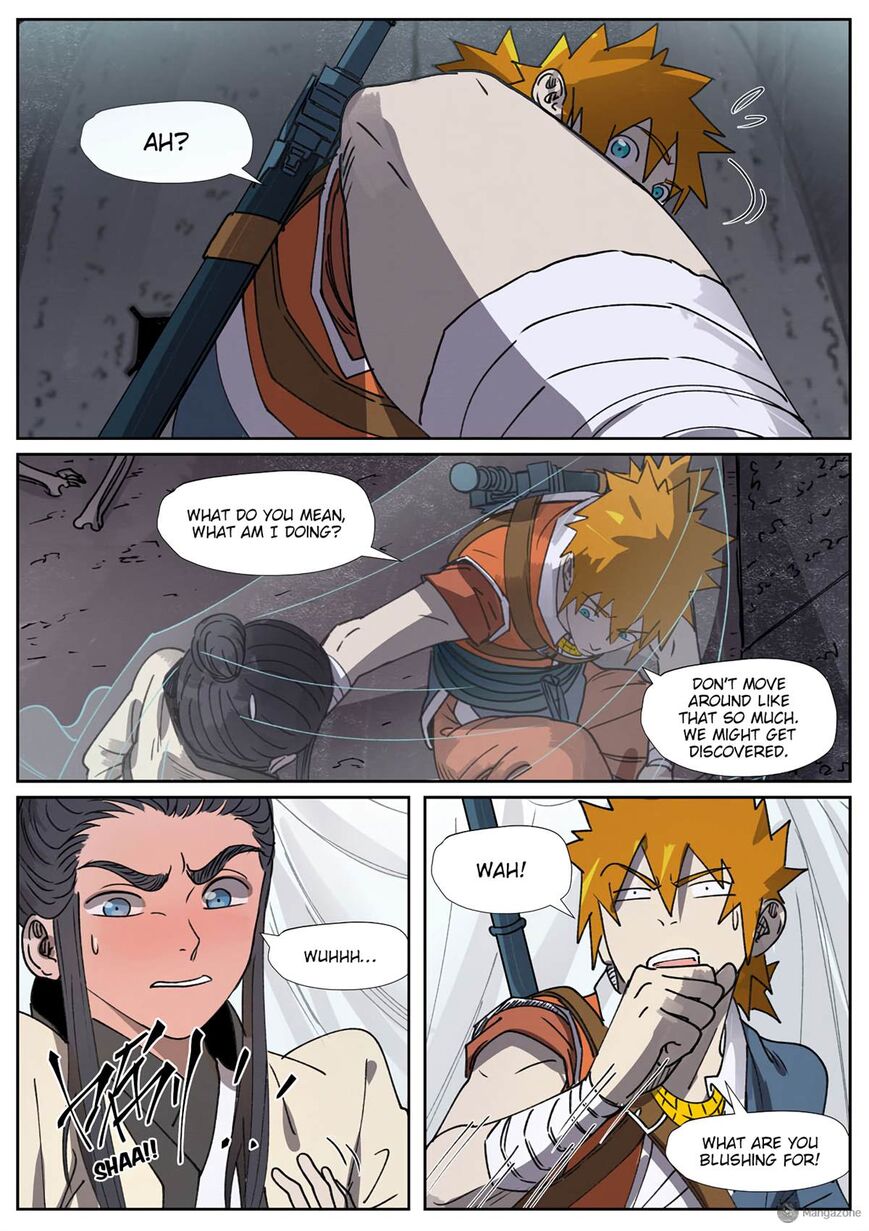 AH?
WHAT DO YOU MEAN,
WHAT AM I DOING?
DON'T MOVE
AROUND LIKE
THAT SO MUCH.
WE MIGHT GET
DISCOVERED.
WUHHH...
SHAA!!
WAH!
WHAT ARE YOU
BLUSHING FOR!
Mangazone